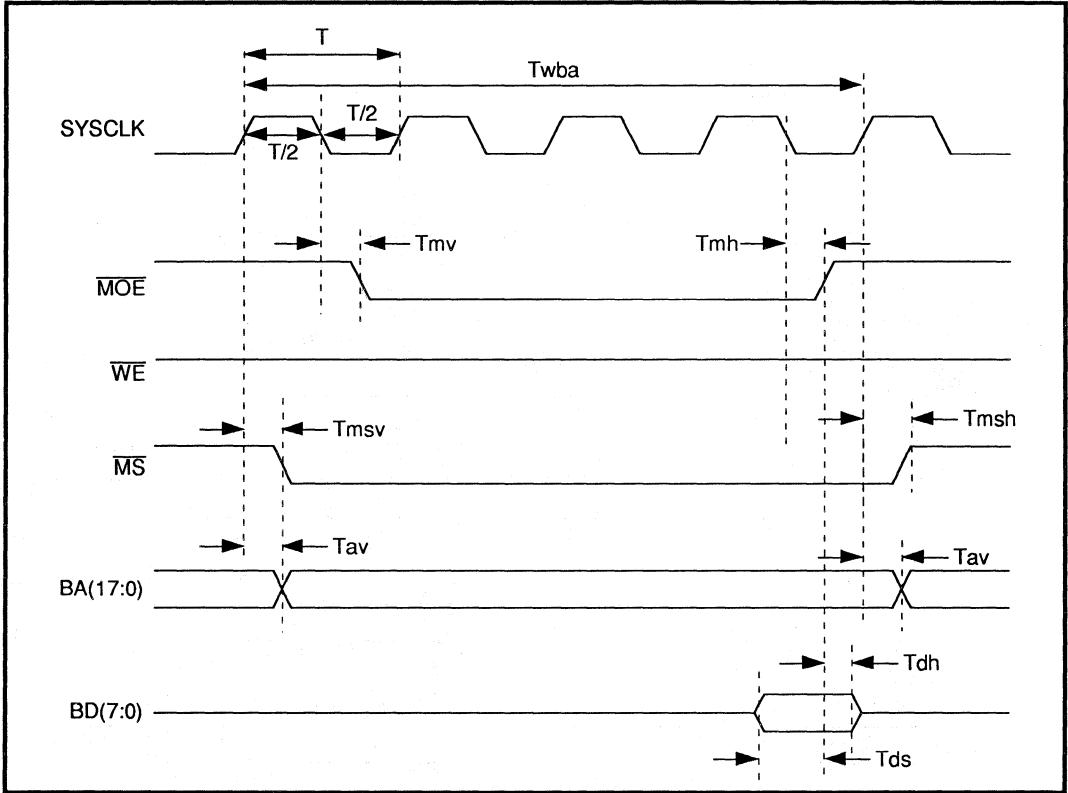 T
Twba
SYSCLK
T/2
T/2
Tmv
Tmh
MOE
WE
Tmsv
Tmsh
MS
Tav
Tav
BA(17:0)
Tdh
BD(7:0)
Tds